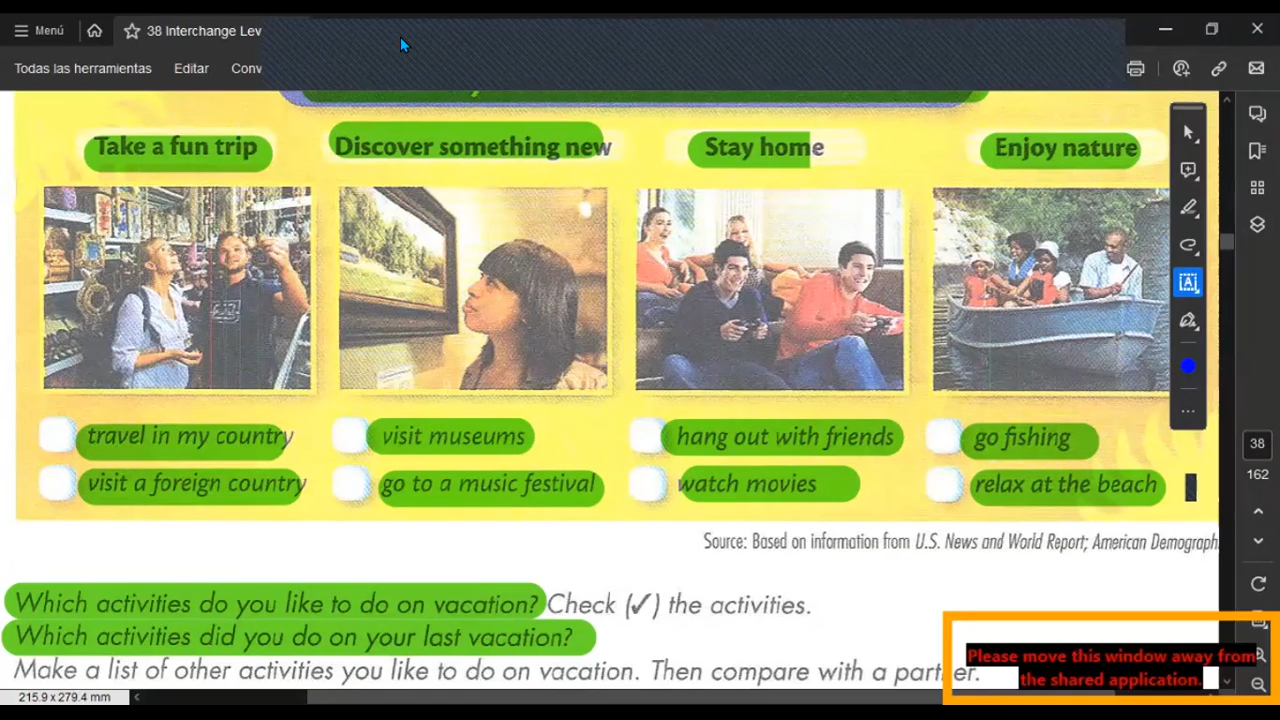 Menú
38 Interchange Lev
Todas las herramientas Editar Conv
Take a fun trip Discover something new Stay home Enjoy nature
travel in my country visit museums hang out with friends go fishing
visit a foreign country go to a music festival watch movies relax at the beach
38
162
Source: Based on information from U.S. News and World Report; American Demograph
Which activities do you like to do on vacation? Check (✓) the activities.
Which activities did you do on your last vacation?
Make a list of other activities you like to do on vacation. Then compare with a partner.
Please move this window away from
the shared application.
215.9 x 279.4 mm